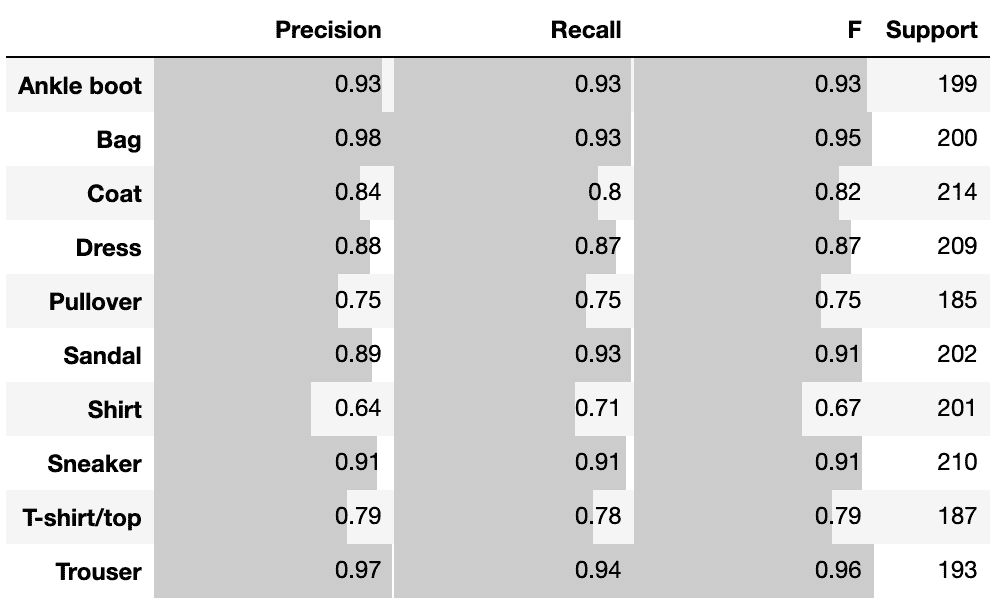 Precision Recall F Support
Ankle boot 0.93 0.93 0.93 199
Bag 0.98 0.93 0.95 200
Coat 0.84 0.8 0.82 214
Dress 0.88 0.87 0.87 209
Pullover 0.75 0.75 0.75 185
Sandal 0.89 0.93 0.91 202
Shirt 0.64 0.71 0.67 201
Sneaker 0.91 0.91 0.91 210
T-shirt/top 0.79 0.78 0.79 187
Trouser 0.97 0.94 0.96 193